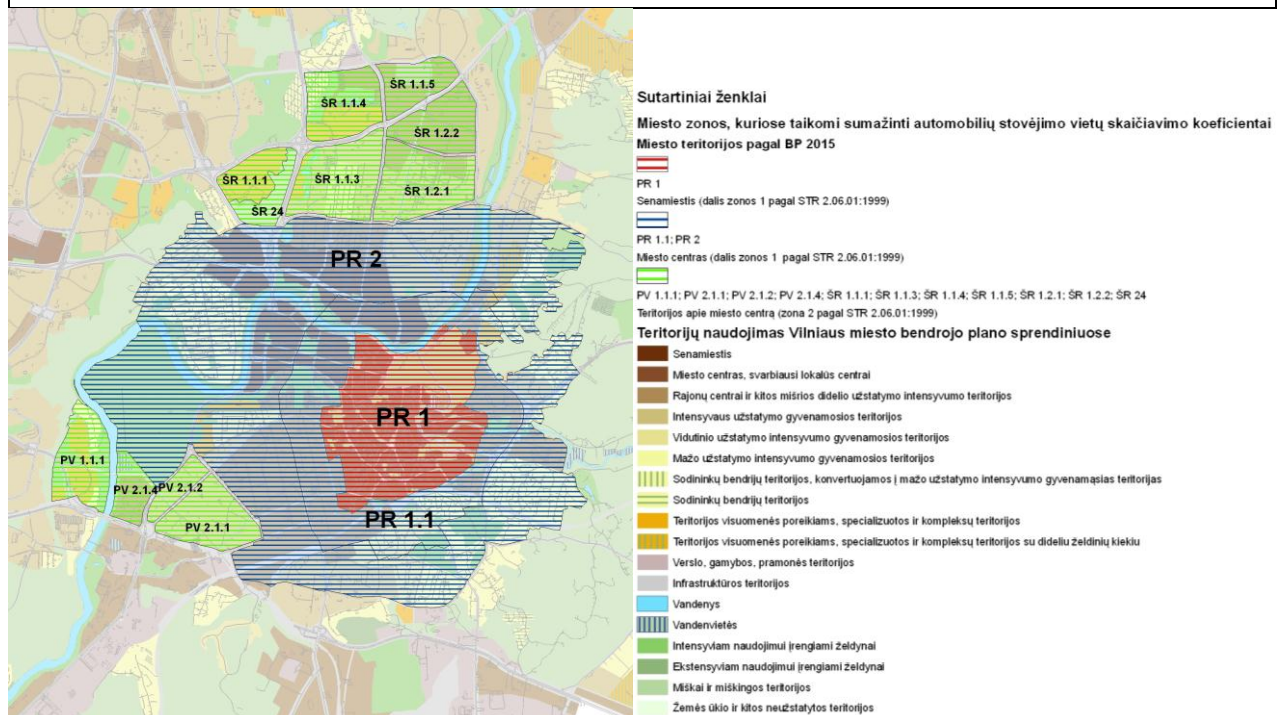 ŠR 1.1.5
ŠR 1.1.4
ŠR 1.2.2
ŠR 1.1.1
ŠR 1.1.3
ŠR 1.2.1
ŠR 24
PR 2
PR 1
PV 1.1.1
PV 2.1.4
PV 2.1.2
PV 2.1.1
PR 1.1
Sutartiniai ženklai
Miesto zonos, kuriose taikomi sumažinti automobilių stovėjimo vietų skaičiavimo koeficientai
Miesto teritorijos pagal BP 2015
PR 1
Senamiestis (dalis zonos 1 pagal STR 2.06.01:1999)
PR 1.1; PR 2
Miesto centras (dalis zonos 1 pagal STR 2.06.01:1999)
PV 1.1.1; PV 2.1.1; PV 2.1.2; PV 2.1.4; ŠR 1.1.1; ŠR 1.1.3; ŠR 1.1.4; ŠR 1.1.5; ŠR 1.2.1; ŠR 1.2.2; ŠR 24
Teritorijos apie miesto centrą (zona 2 pagal STR 2.06.01:1999)
Teritorijų naudojimas Vilniaus miesto bendrojo plano sprendiniuose
Senamiestis
Miesto centras, svarbiausi lokalūs centrai
Rajonų centrai ir kitos mišrios didelio užstatymo intensyvumo teritorijos
Intensyvaus užstatymo gyvenamosios teritorijos
Vidutinio užstatymo intensyvumo gyvenamosios teritorijos
Mažo užstatymo intensyvumo gyvenamosios teritorijos
Sodininkų bendrijų teritorijos, konvertuojamos į mažo užstatymo intensyvumo gyvenamąsias teritorijas
Sodininkų bendrijų teritorijos
Teritorijos visuomenės poreikiams, specializuotos ir kompleksų teritorijos
Teritorijos visuomenės poreikiams, specializuotos ir kompleksų teritorijos su dideliu želdinių kiekiu
Verslo, gamybos, pramonės teritorijos
Infrastruktūros teritorijos
Vandenys
Vandenvietės
Intensyviam naudojimui įrengiami želdynai
Ekstensyviam naudojimui įrengiami želdynai
Miškai ir miškingos teritorijos
Žemės ūkio ir kitos neužstatytos teritorijos